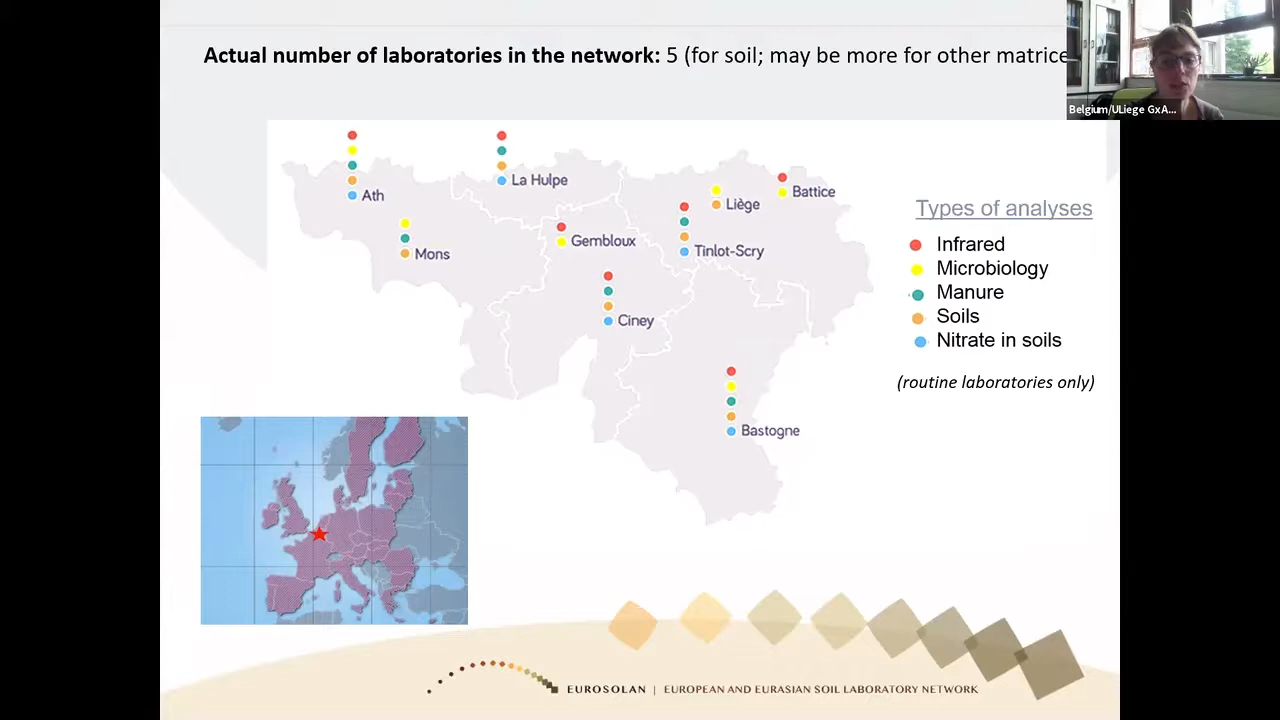 Actual number of laboratories in the network: 5 (for soil; may be more for other matrice
Belgium/ULiege GxA...
Ath
La Hulpe
Battice
Liège
Mons
Gembloux
Tinlot-Scry
Ciney
Bastogne
Types of analyses
Infrared
Microbiology
Manure
Soils
Nitrate in soils
(routine laboratories only)
EUROSOLAN | EUROPEAN AND EURASIAN SOIL LABORATORY NETWORK